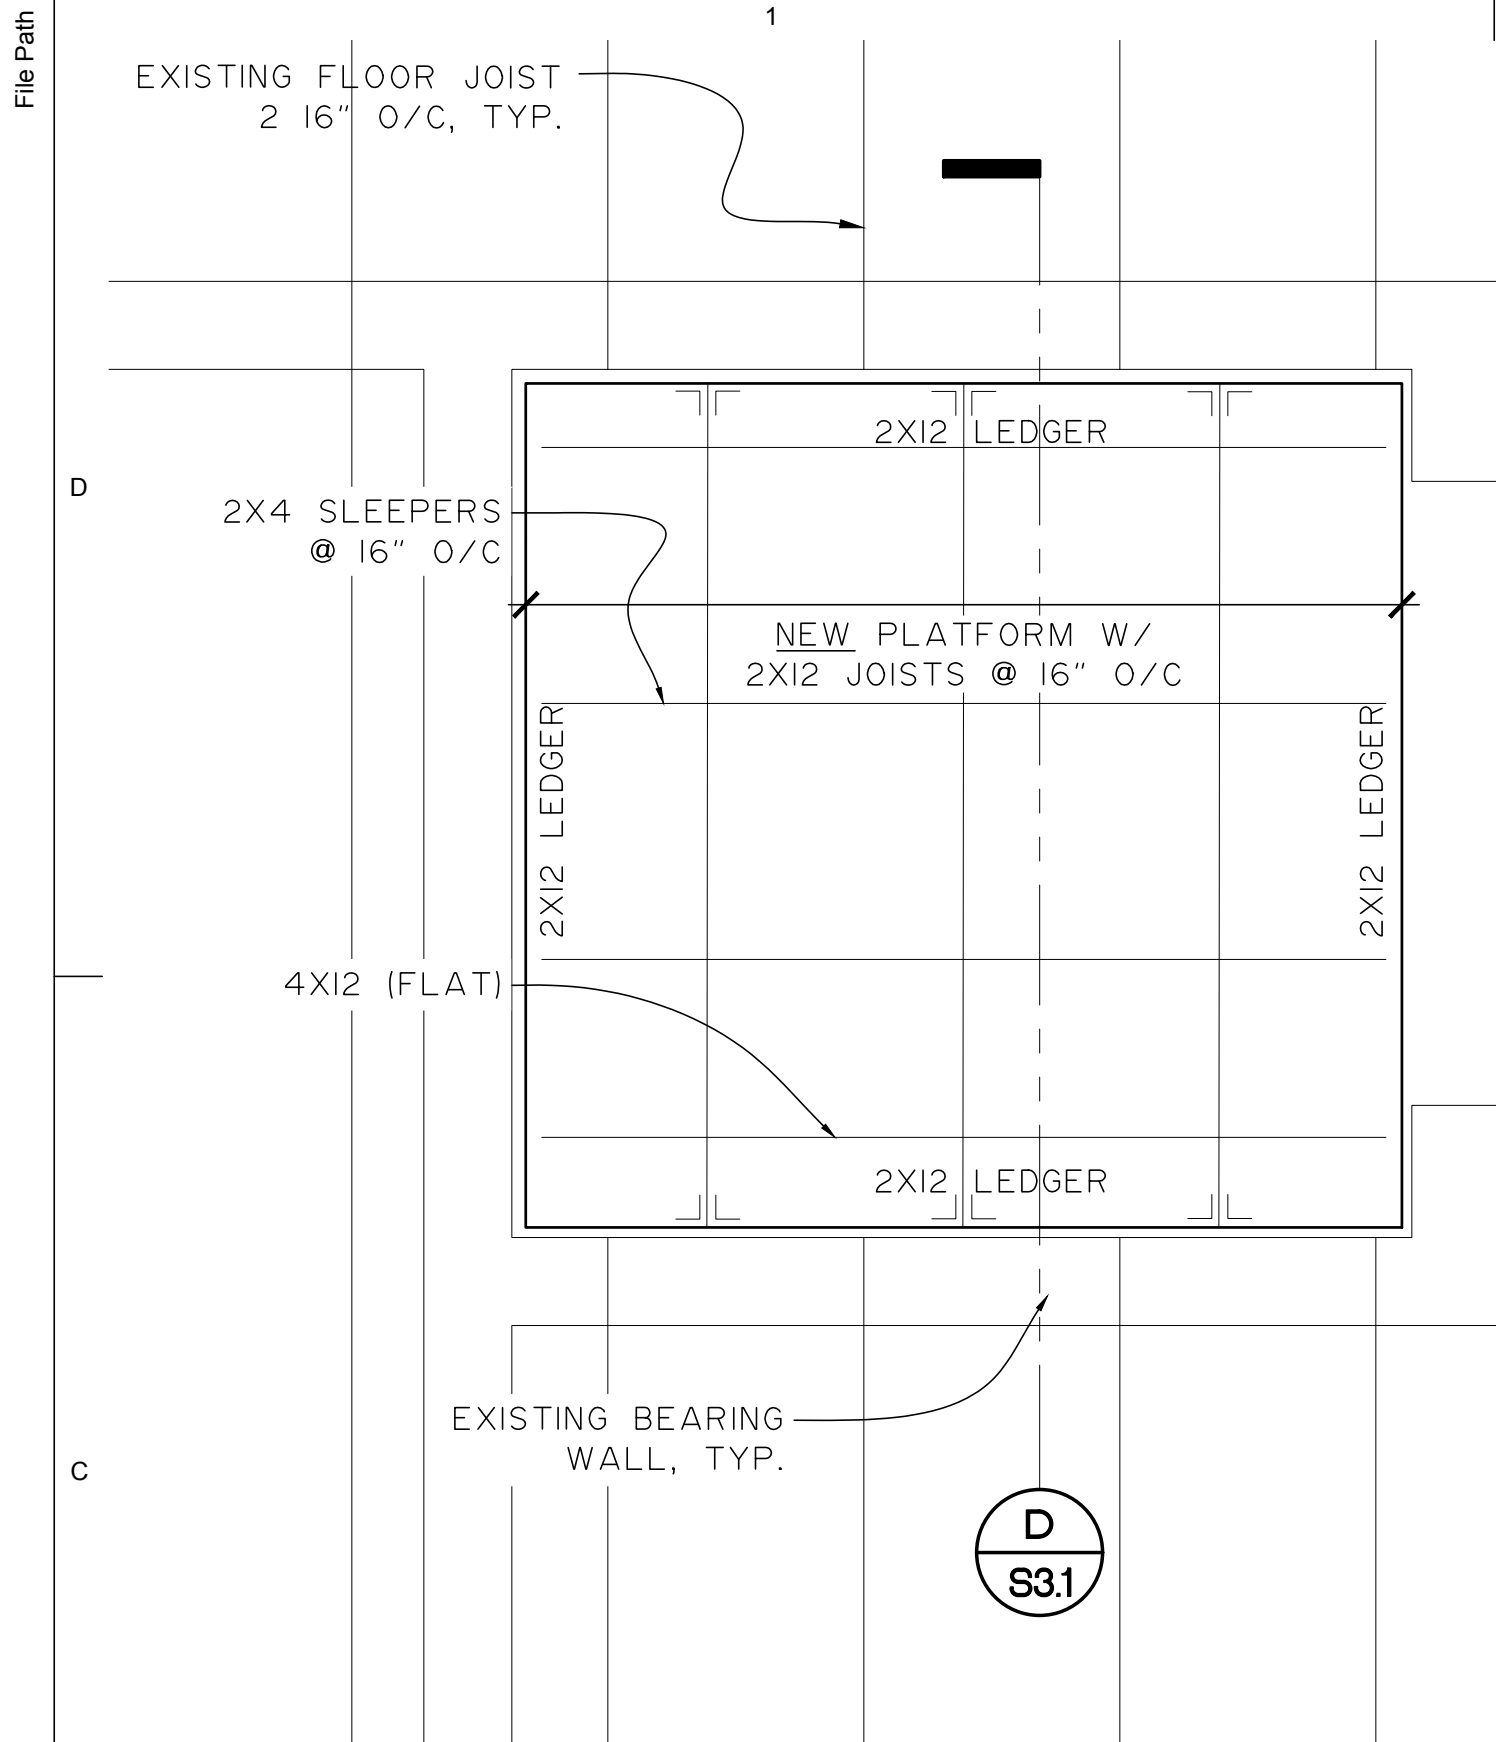 File Path
1
EXISTING FLOOR JOIST
2 16" O/C, TYP.
2X12 LEDGER
D
2X4 SLEEPERS
@ 16" O/C
NEW PLATFORM W/
2X12 JOISTS @ 16" O/C
2X12 LEDGER
2X12 LEDGER
4X12 (FLAT)
2X12 LEDGER
EXISTING BEARING
WALL, TYP.
C
D
S3.1